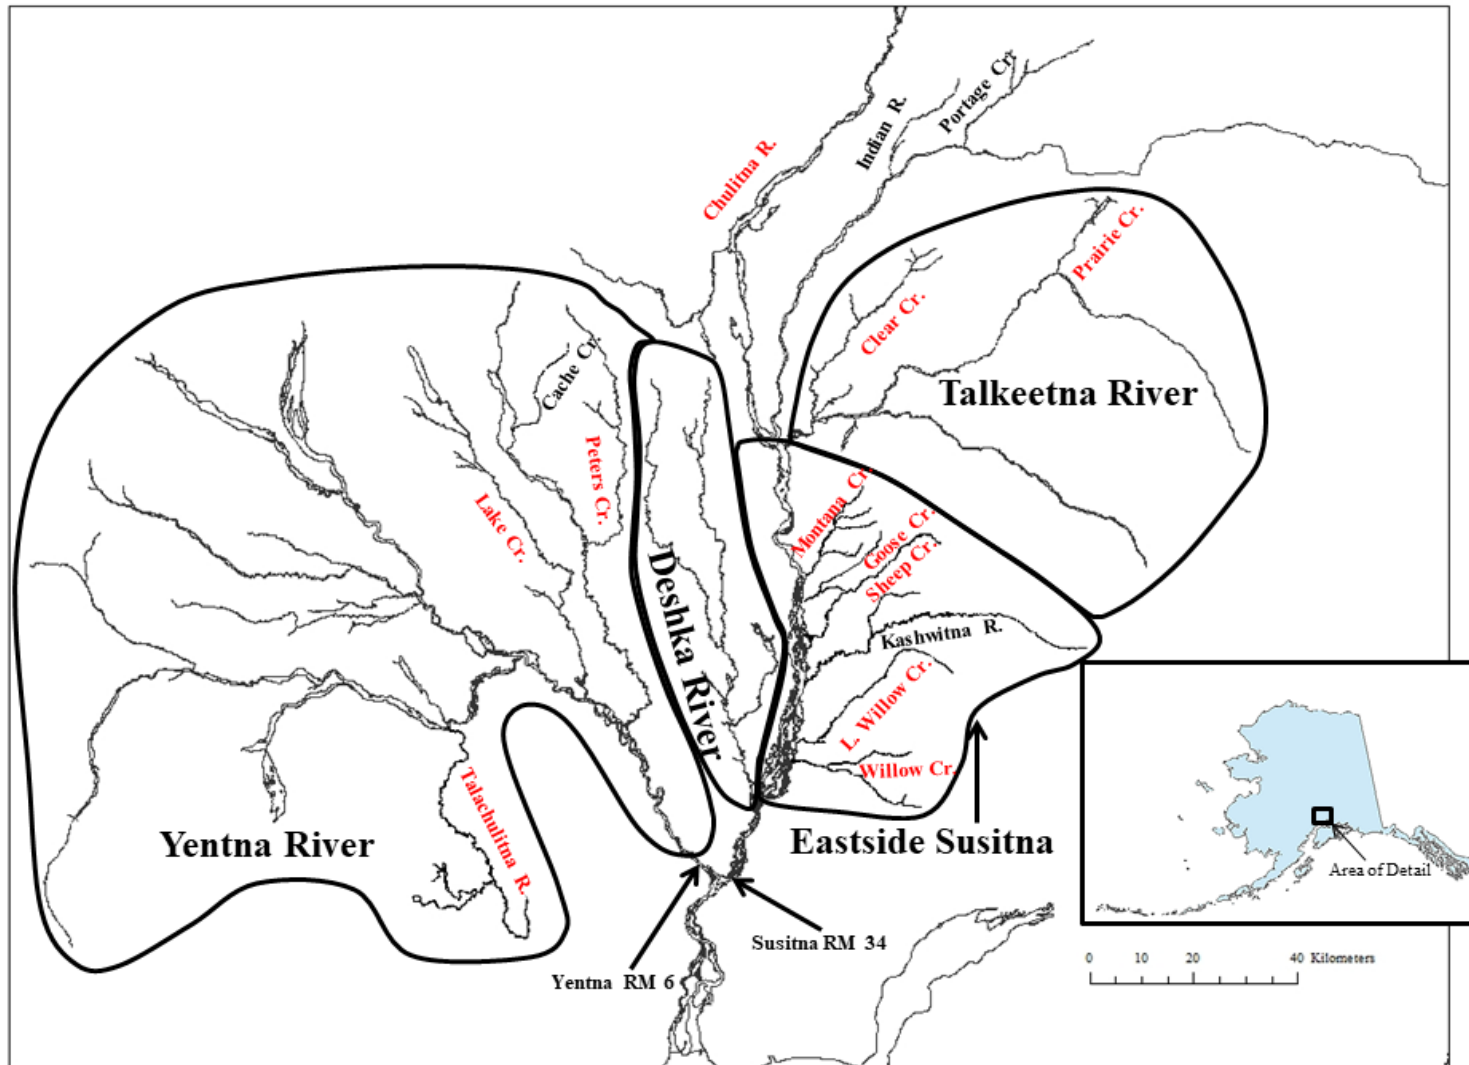 Portage Cr.
Indian R.
Chulitna R.
Prairie Cr.
Clear Cr.
Cache Cr.
Talkeetna River
Peters Cr.
Lake Cr.
Montana Cr.
Goose Cr.
Sheep Cr.
Deshka River
Kashwitna R.
L. Willow Cr.
Willow Cr.
Talachulitna R.
Yentna River
Eastside Susitna
Area of Detail
Susitna RM 34
Yentna RM 6
0 10 20 40 Kilometers